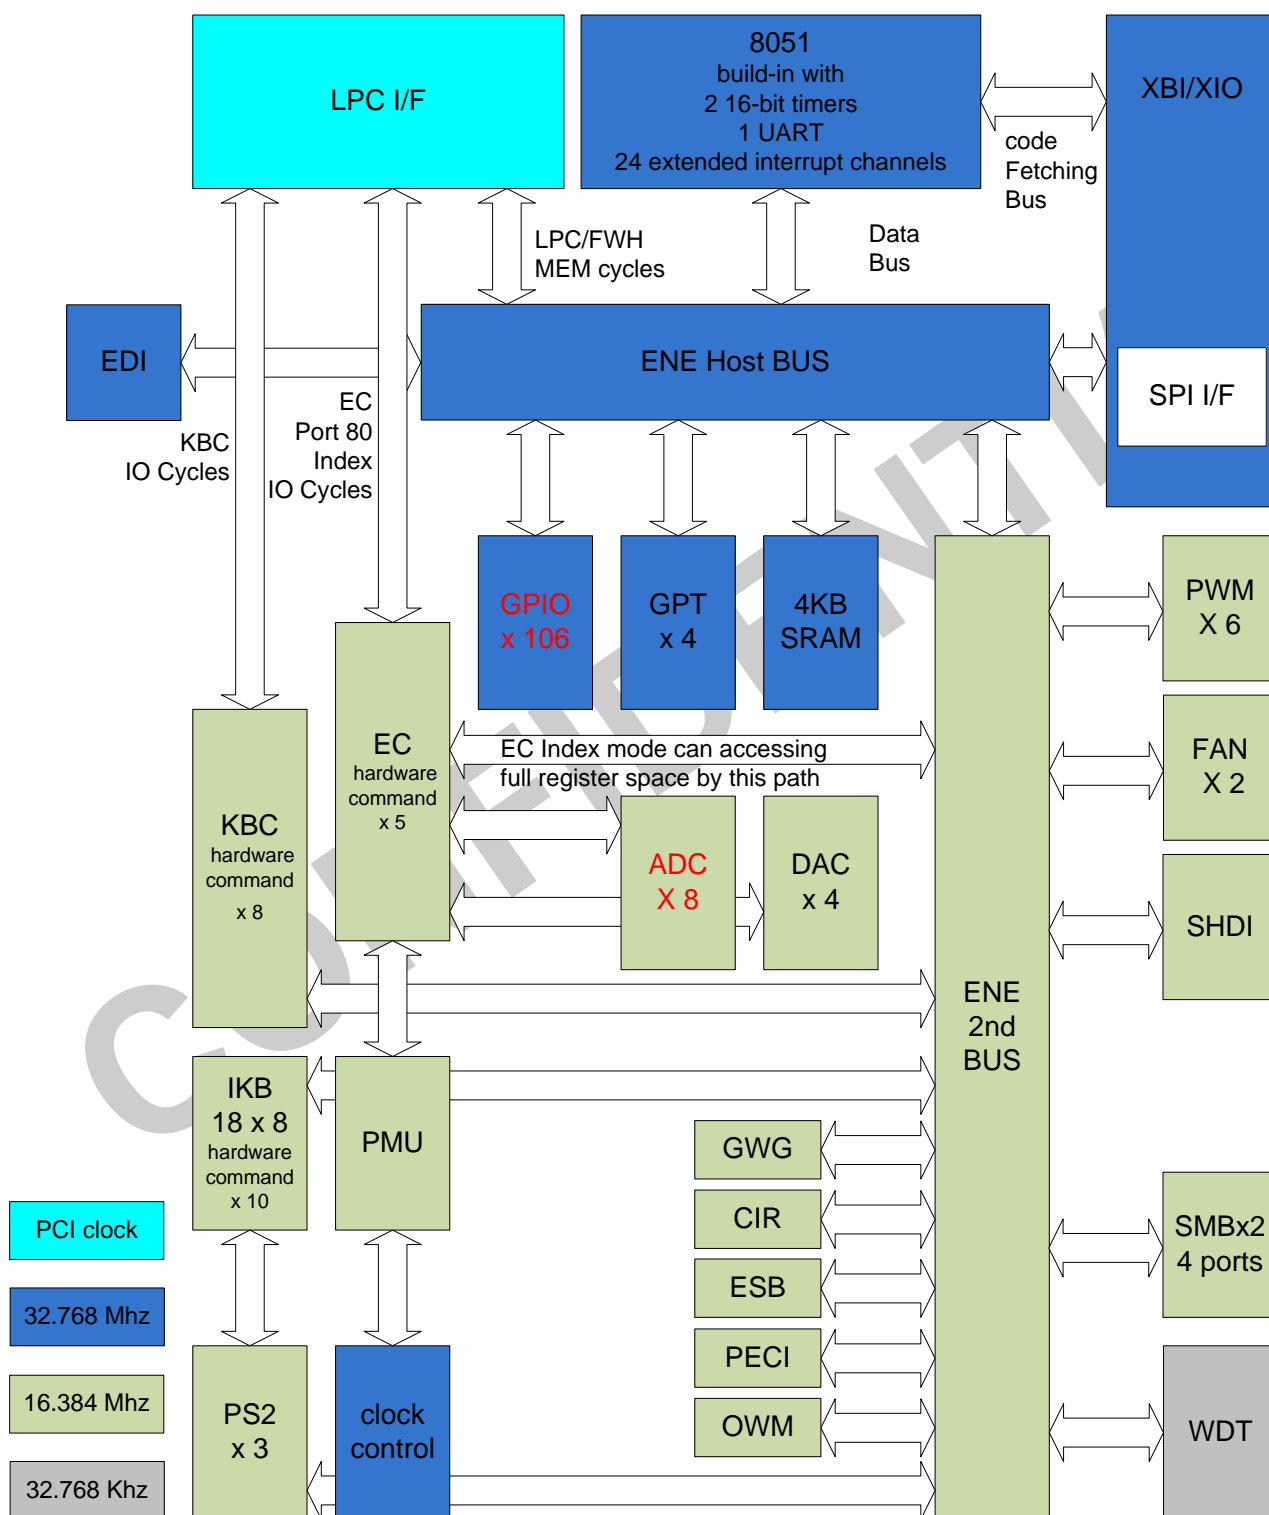 LPC I/F
8051
build-in with
2 16-bit timers
1 UART
24 extended interrupt channels
XBI/XIO
code
Fetching
Bus
LPC/FWH
MEM cycles
Data
Bus
EDI
ENE Host BUS
SPI I/F
KBC
IO Cycles
EC
Port 80
Index
IO Cycles
GPIO
x 106
GPT
x 4
4KB
SRAM
PWM
X 6
EC
hardware
command
x 5
EC Index mode can accessing
full register space by this path
FAN
X 2
KBC
hardware
command
x 8
ADC
X 8
DAC
x 4
SHDI
ENE
2nd
BUS
IKB
18 x 8
hardware
command
x 10
PMU
GWG
CIR
ESB
PECI
OWM
SMBx2
4 ports
PCI clock
32.768 Mhz
16.384 Mhz
32.768 Khz
PS2
x 3
clock
control
WDT
CONFIDENTIA